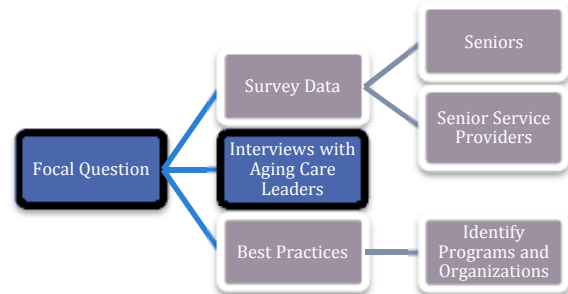 Seniors
Survey Data
Senior Service
Providers
Focal Question
Interviews with
Aging Care
Leaders
Best Practices
Identify
Programs and
Organizations